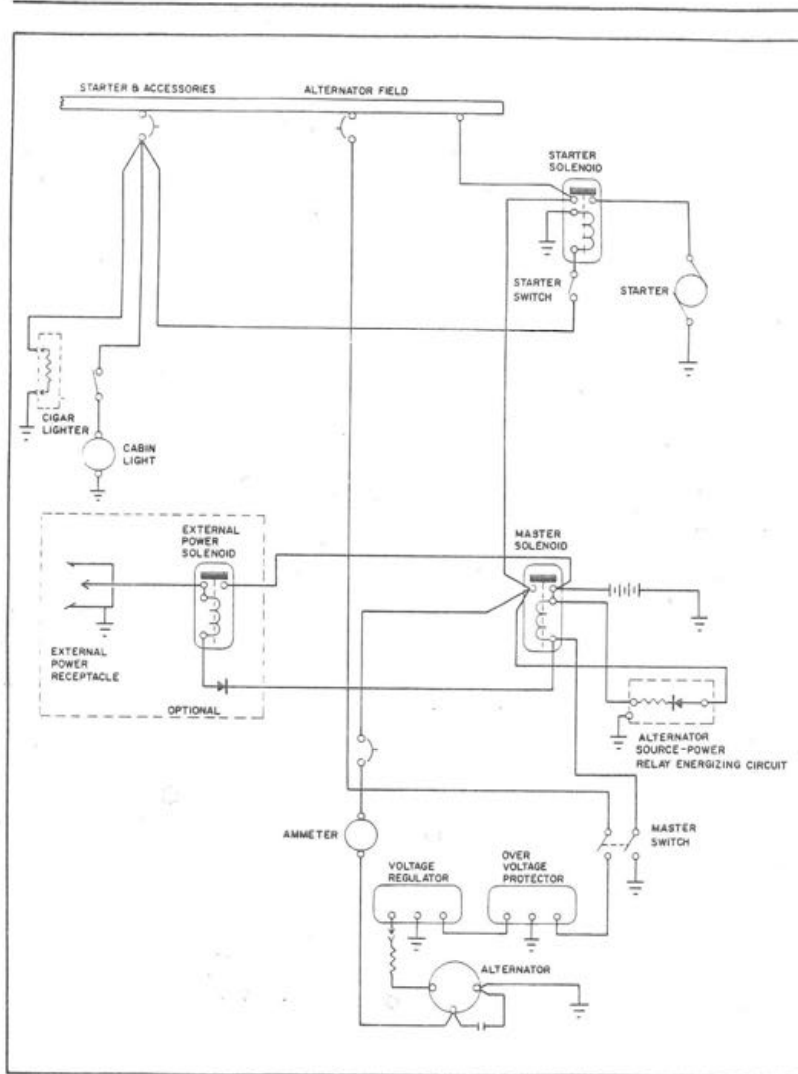 STARTER & ACCESSORIES
ALTERNATOR FIELD
STARTER
SOLENOID
STARTER
SWITCH
STARTER
CIGAR
LIGHTER
CABIN
LIGHT
EXTERNAL
POWER
SOLENOID
MASTER
SOLENOID
EXTERNAL
POWER
RECEPTACLE
OPTIONAL
ALTERNATOR
SOURCE-POWER
RELAY ENERGIZING CIRCUIT
AMMETER
MASTER
SWITCH
VOLTAGE
REGULATOR
OVER
VOLTAGE
PROTECTOR
ALTERNATOR